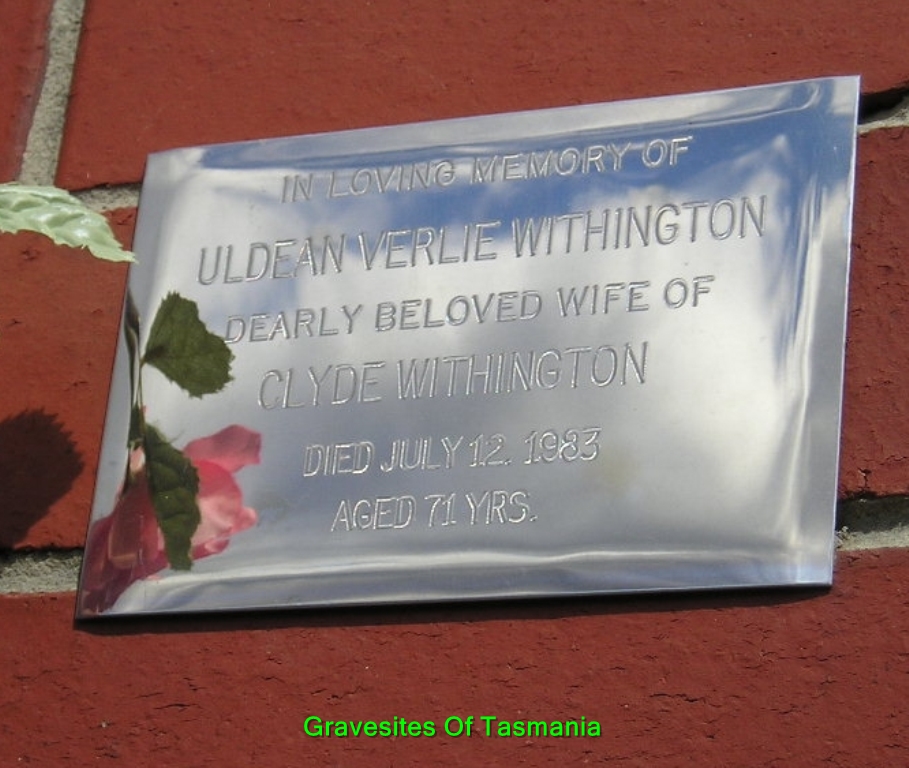 IN LOVING MEMORY OF
ULDEAN VERLIE WITHINGTON
DEARLY BELOVED WIFE OF
CLYDE WITHINGTON
DIED JULY 12. 1983
AGED 71 YRS.
Gravesites Of Tasmania